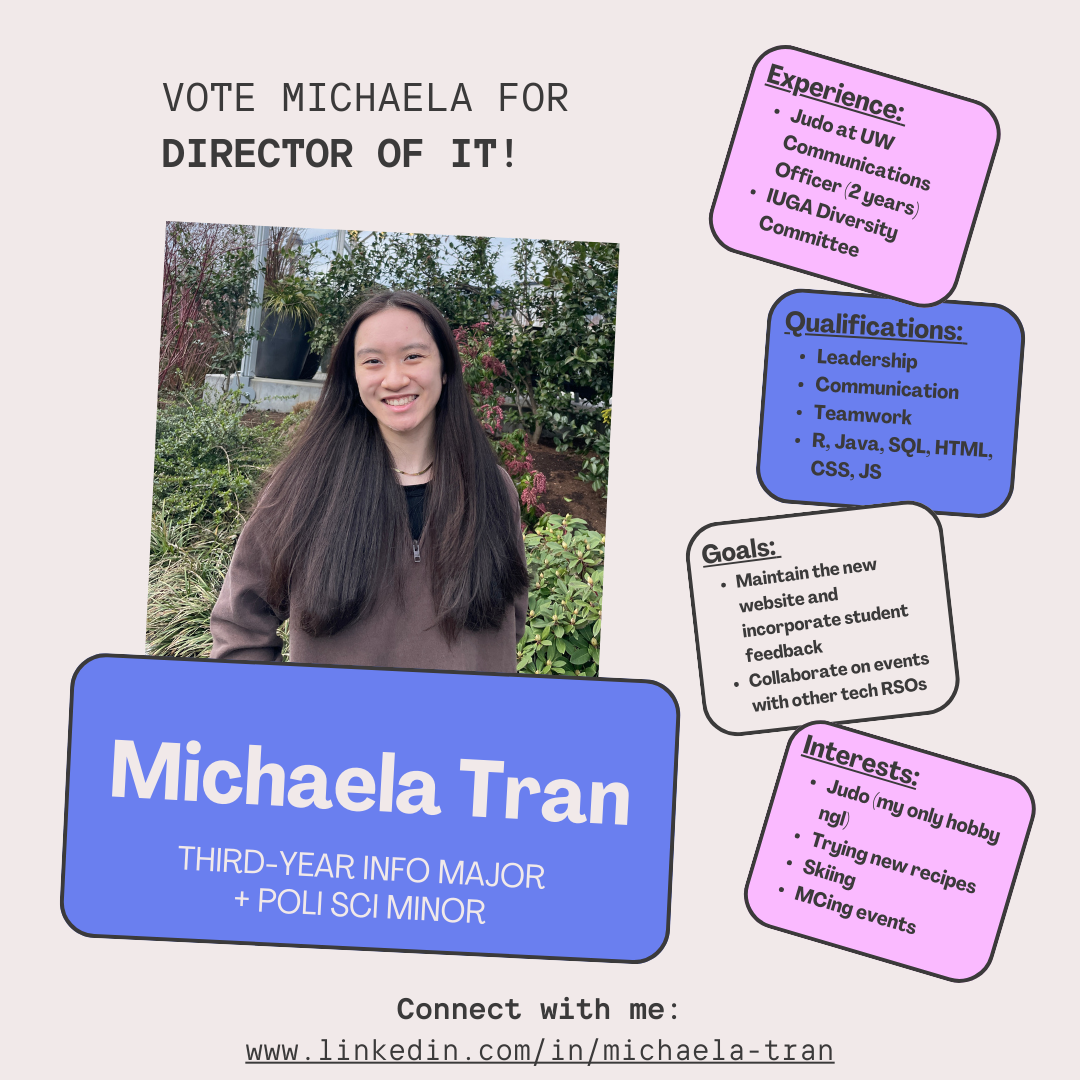 VOTE MICHAELA FOR
DIRECTOR OF IT!
Michaela Tran
THIRD-YEAR INFO MAJOR
+ POLI SCI MINOR
Experience:
• Judo at UW
Communications
Officer (2 years)
• IUGA Diversity
Committee
Qualifications:
• Leadership
• Communication
• Teamwork
• R, Java, SQL, HTML,
CSS, JS
Goals:
• Maintain the new
website and
incorporate student
feedback
• Collaborate on events
with other tech RSOs
Interests:
• Judo (my only hobby
ngl)
• Trying new recipes
• Skiing
• MCing events
Connect with me:
www.linkedin.com/in/michaela-tran